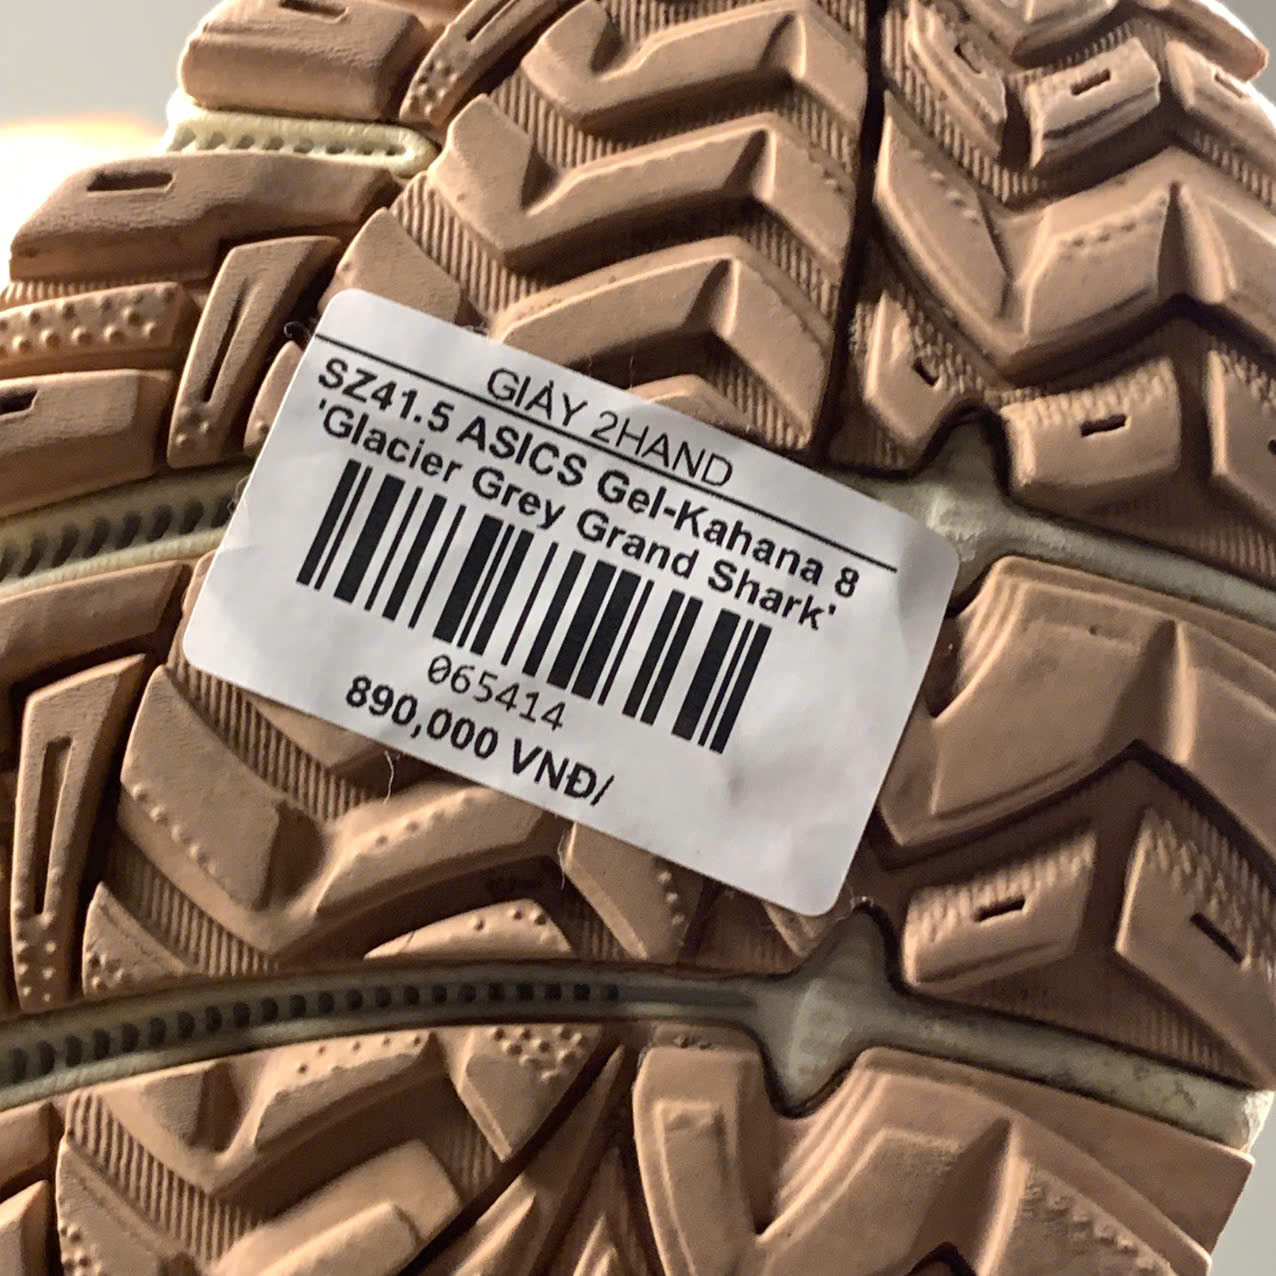 GIÀY 2HAND
SZ41.5 ASICS Gel-Kahana 8
'Glacier Grey Grand Shark'
065414
890,000 VNĐ/